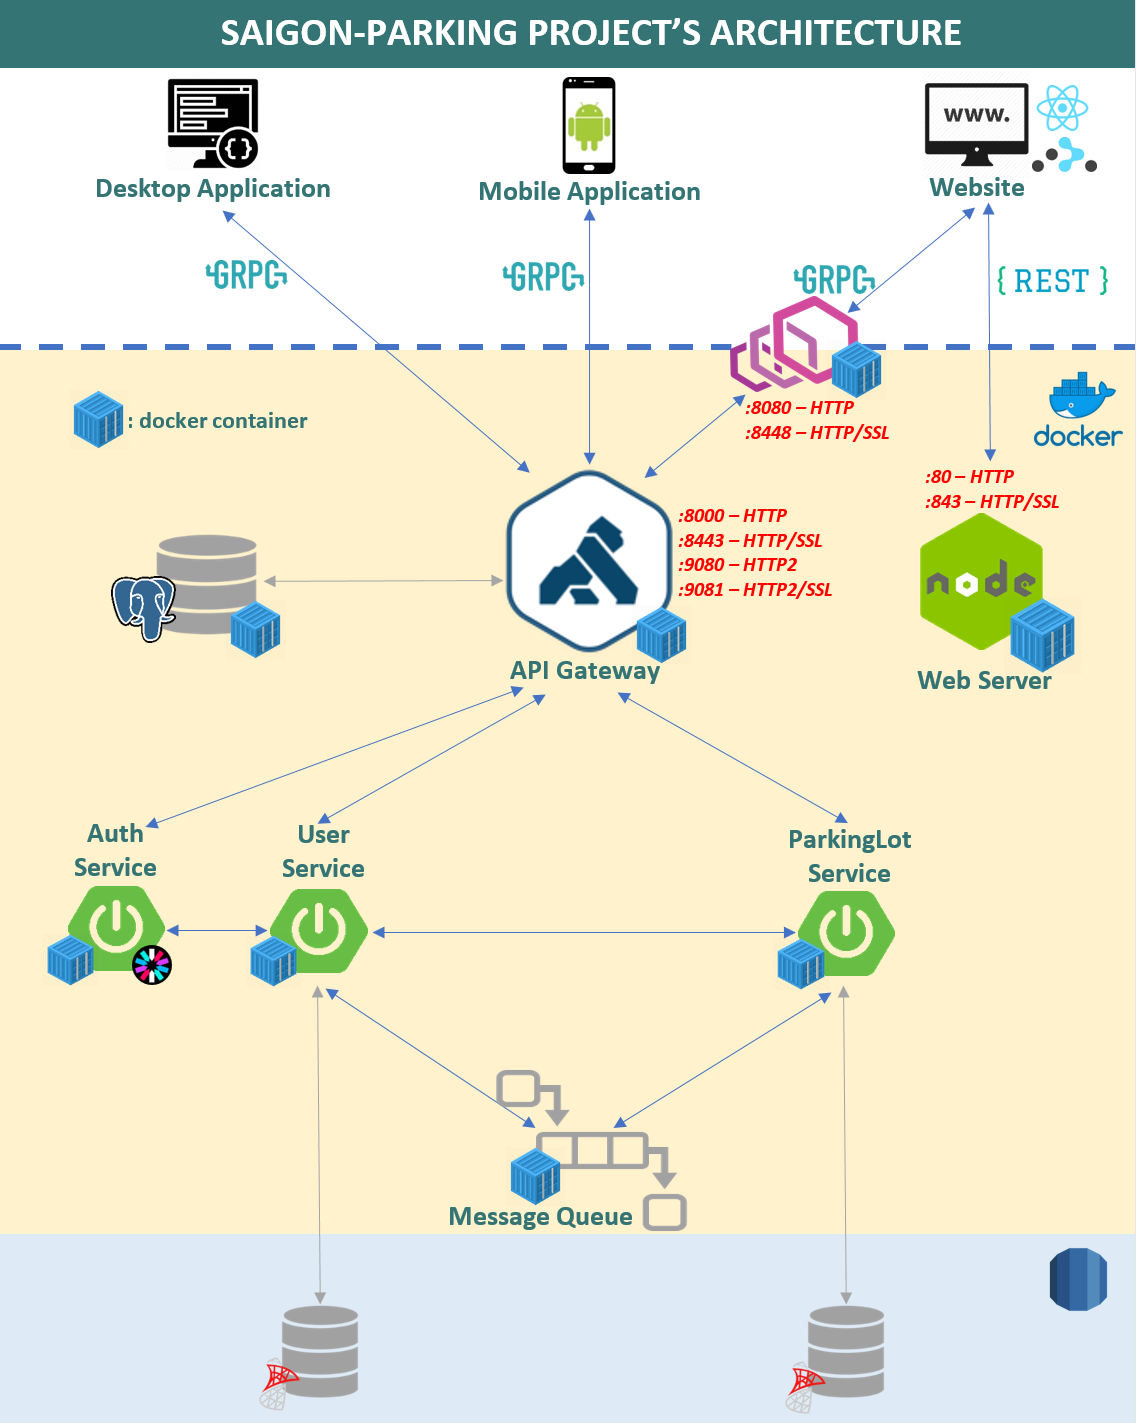 SAIGON-PARKING PROJECT'S ARCHITECTURE
www.
Desktop Application
Mobile Application
Website
GRPC
GRPC
GRPC
{ REST }
:8080 – HTTP
:8448 – HTTP/SSL
: docker container
docker
:80 – HTTP
:843 – HTTP/SSL
:8000 – HTTP
:8443 – HTTP/SSL
:9080 – HTTP2
:9081 – HTTP2/SSL
node
API Gateway
Web Server
Auth
Service
User
Service
ParkingLot
Service
Message Queue